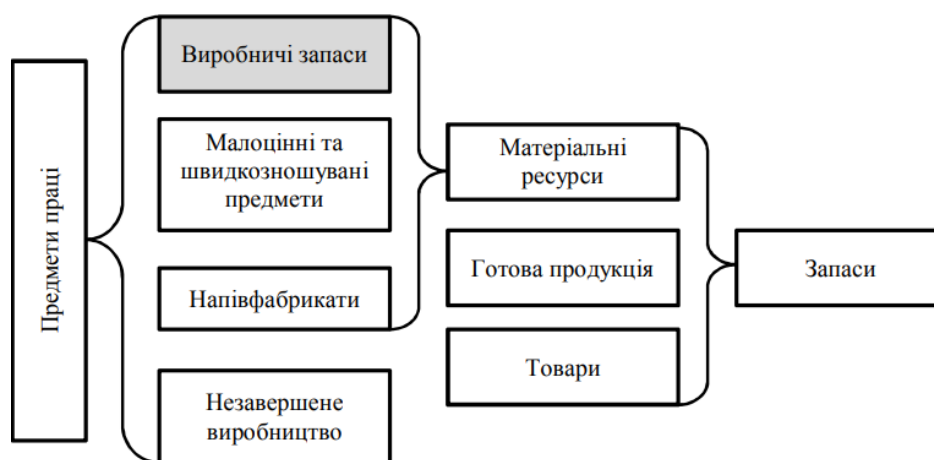 Предмети праці
Виробничі запаси
Малоцінні та
швидкозношувані
предмети
Напівфабрикати
Незавершене
виробництво
Матеріальні
ресурси
Готова продукція
Товари
Запаси